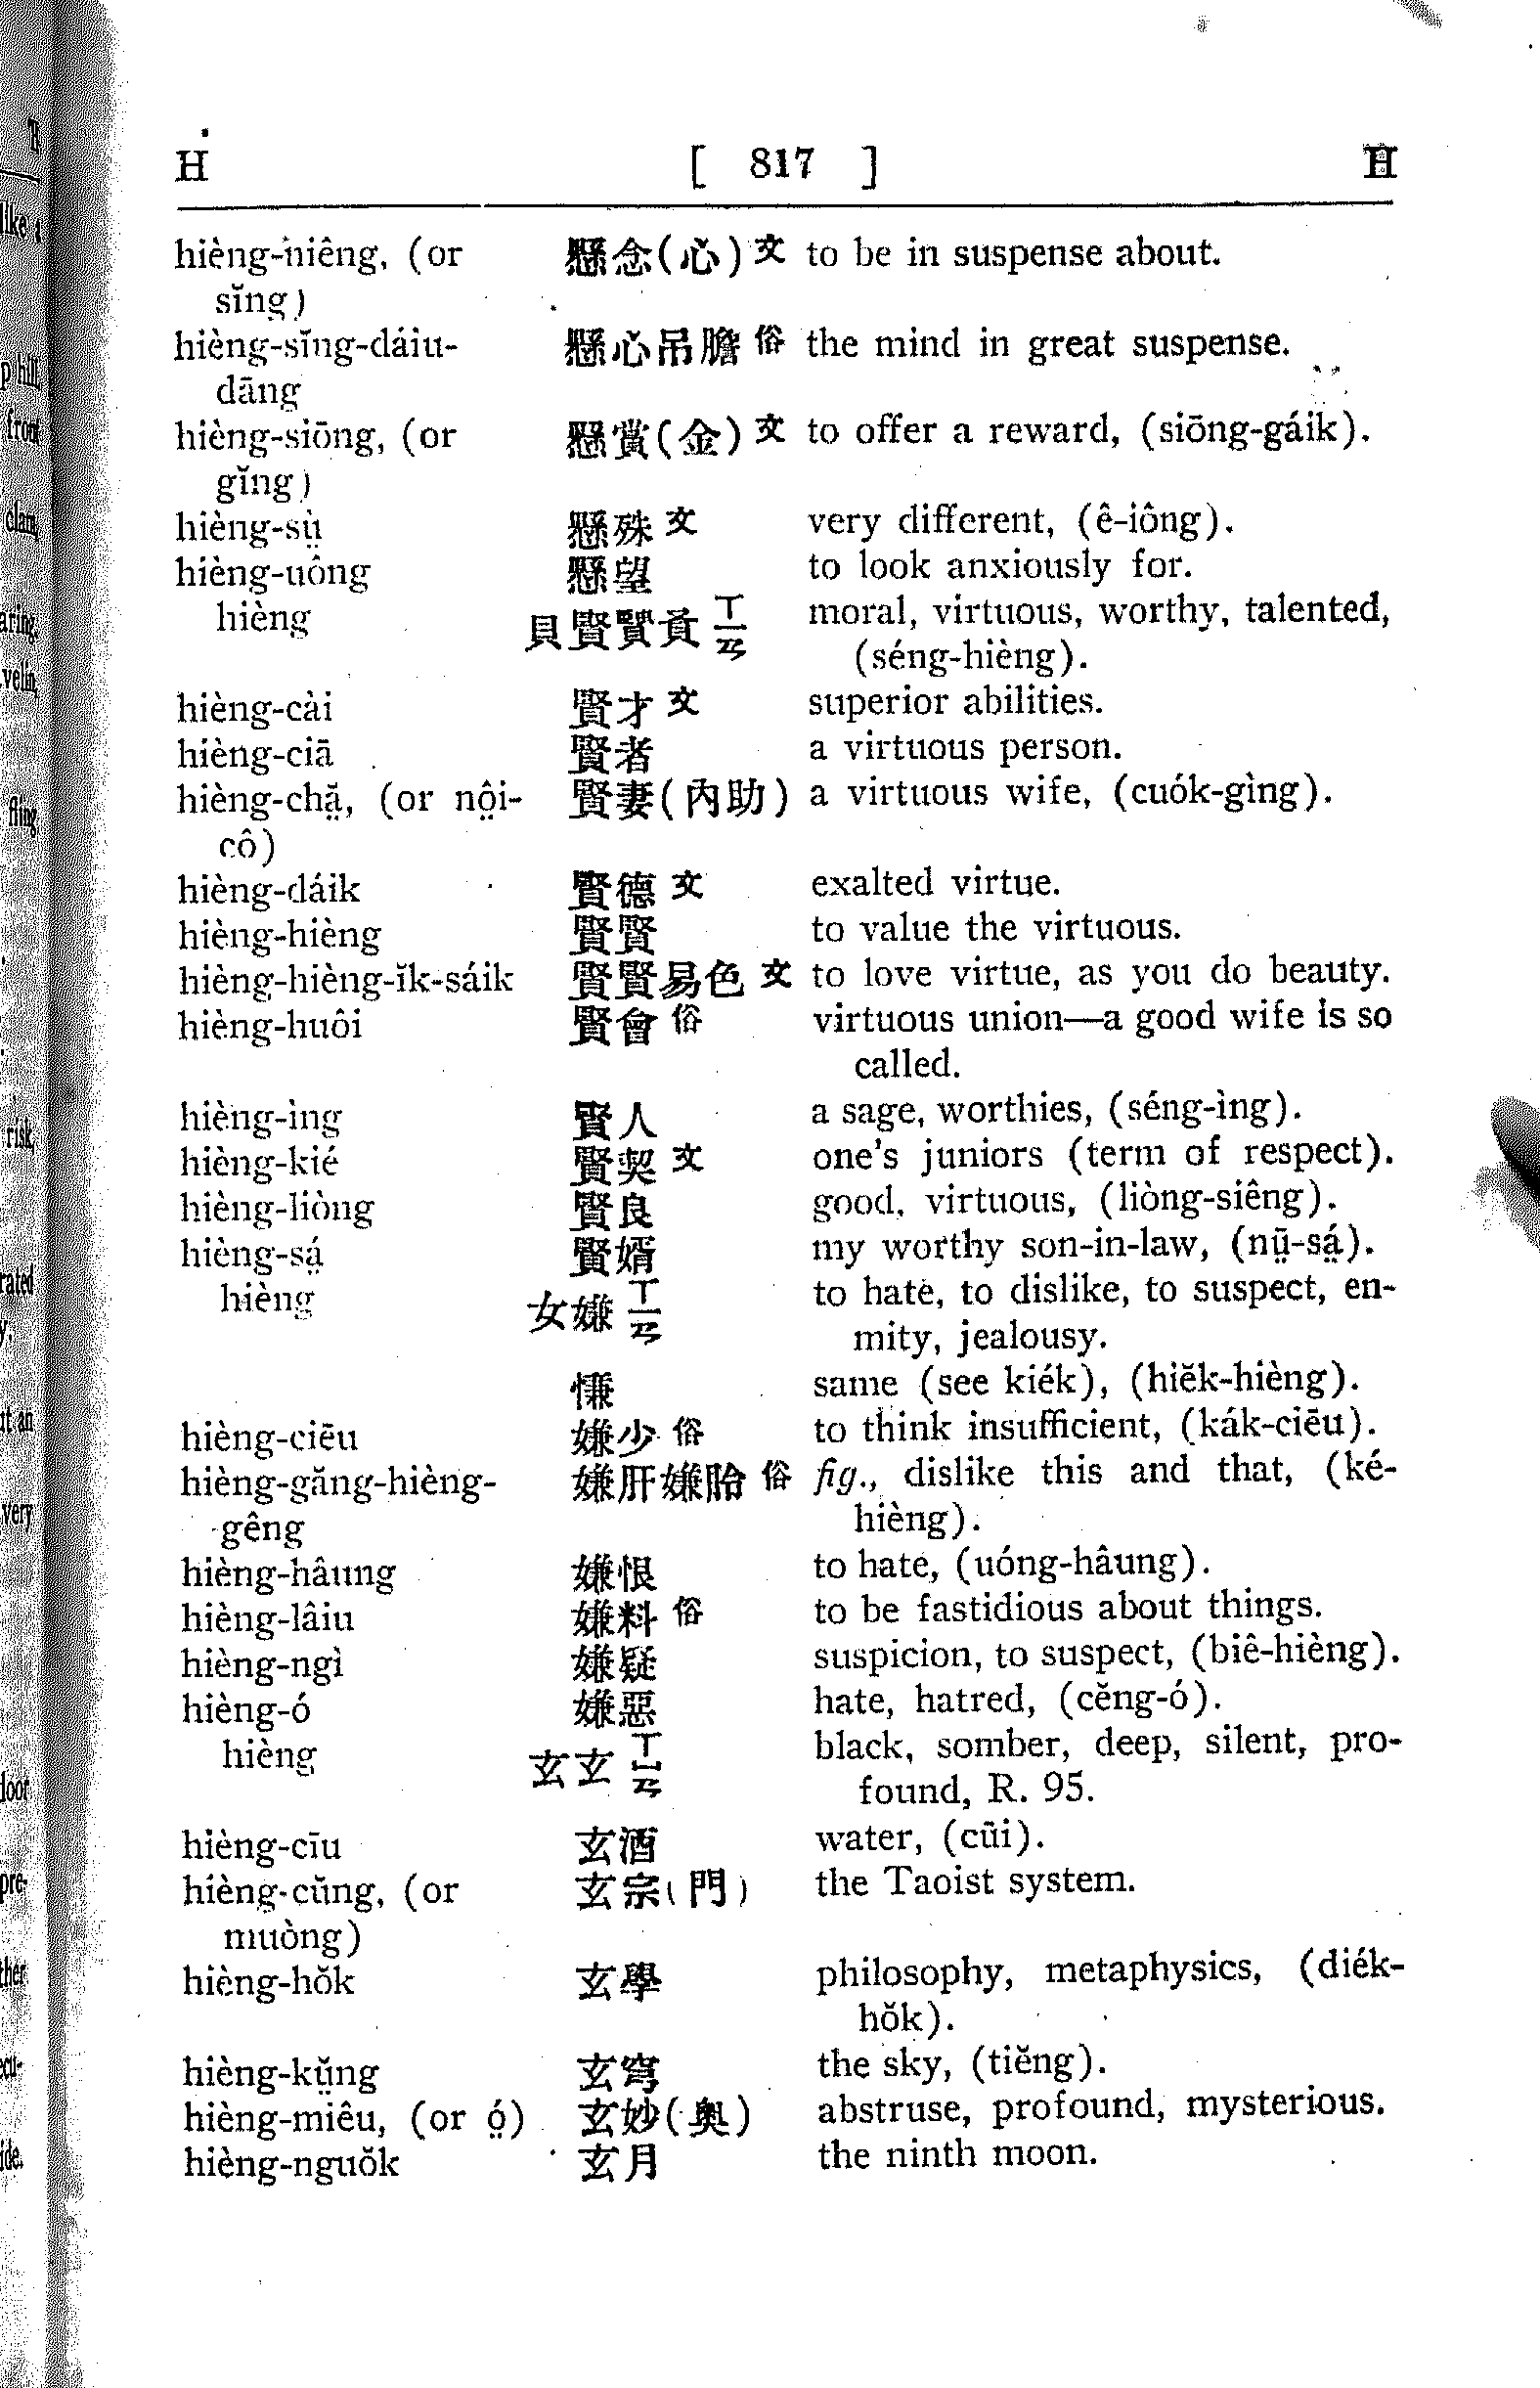 H [ 817 ] H
hièng-niêng, (or 懸念(心)文 to be in suspense about.
sĭng)
hièng-sĭng-dáiu- 懸心吊膽 俗 the mind in great suspense.
dāng
hièng-siōng, (or 懸賞(金)文 to offer a reward, (siōng-gáik).
gĭng)
hièng-sṳ̀ 懸殊 文 very different, (ê-iông).
hièng-uông 懸望 to look anxiously for.
hièng 貝 賢 ㄒㄧㄢ moral, virtuous, worthy, talented,
(séng-hièng).
hièng-cài 賢才 文 superior abilities.
hièng-ciā 賢者 a virtuous person.
hièng-chă̤, (or nô̤i- 賢妻(內助) a virtuous wife, (cuók-gìng).
cô)
hièng-dáik 賢德 文 exalted virtue.
hièng-hièng 賢賢 to value the virtuous.
hièng-hièng-ĭk-sáik 賢賢易色 文 to love virtue, as you do beauty.
hièng-huôi 賢會 俗 virtuous union—a good wife is so
called.
hièng-ìng 賢人 a sage, worthies, (séng-ìng).
hièng-kié 賢契 文 one's juniors (term of respect).
hièng-liòng 賢良 good, virtuous, (liòng-siêng).
hièng-sá̤ 賢婿 my worthy son-in-law, (nṳ̄-sá̤).
hièng 女 嫌 ㄒㄧㄢ to hate, to dislike, to suspect, en-
mity, jealousy.
慊 same (see kiék), (hiĕk-hièng).
hièng-ciēu 嫌少 俗 to think insufficient, (kák-ciēu).
hièng-găng-hièng- 嫌肝嫌 俗 fig., dislike this and that, (ké-
gêng hièng).
hièng-hâung 嫌恨 to hate, (uóng-hâung).
hièng-lâiu 嫌料 俗 to be fastidious about things.
hièng-ngì 嫌疑 suspicion, to suspect, (biê-hièng).
hièng-ó 嫌惡 hate, hatred, (cĕng-ó).
hièng 玄 玄 ㄒㄩㄢ black, somber, deep, silent, pro-
found, R. 95.
hièng-cīu 玄酒 water, (cūi).
hièng-cŭng, (or 玄宗(門) the Taoist system.
muòng)
hièng-hŏk 玄學 philosophy, metaphysics, (diék-
hŏk).
hièng-kṳ̆ng 玄穹 the sky, (tiĕng).
hièng-miêu, (or ó̤) 玄妙(奧) abstruse, profound, mysterious.
hièng-nguŏk 玄月 the ninth moon.